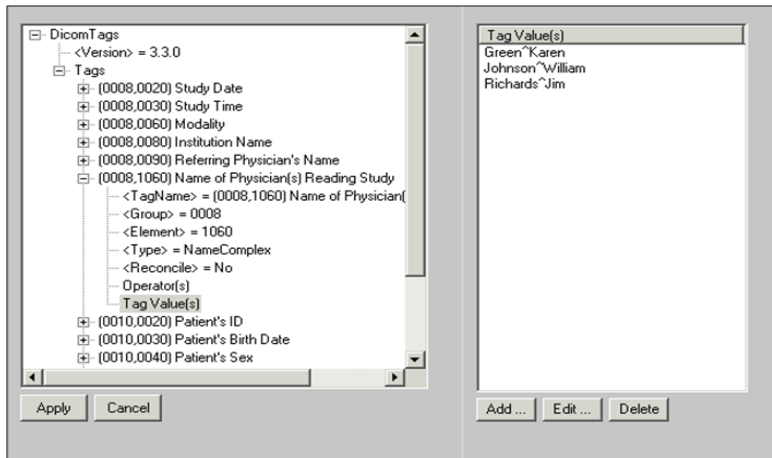 DicomTags
<Version> = 3.3.0
Tags
(0008,0020) Study Date
(0008,0030) Study Time
(0008,0060) Modality
(0008,0080) Institution Name
(0008,0090) Referring Physician's Name
(0008,1060) Name of Physician(s) Reading Study
<TagName> = (0008,1060) Name of Physician(
<Group> = 0008
<Element> = 1060
<Type> = NameComplex
<Reconcile> = No
Operator(s)
Tag Value(s)
(0010,0020) Patient's ID
(0010,0030) Patient's Birth Date
(0010,0040) Patient's Sex
Apply
Cancel
Tag Value(s)
Green^Karen
Johnson^William
Richards^Jim
Add ...
Edit ...
Delete